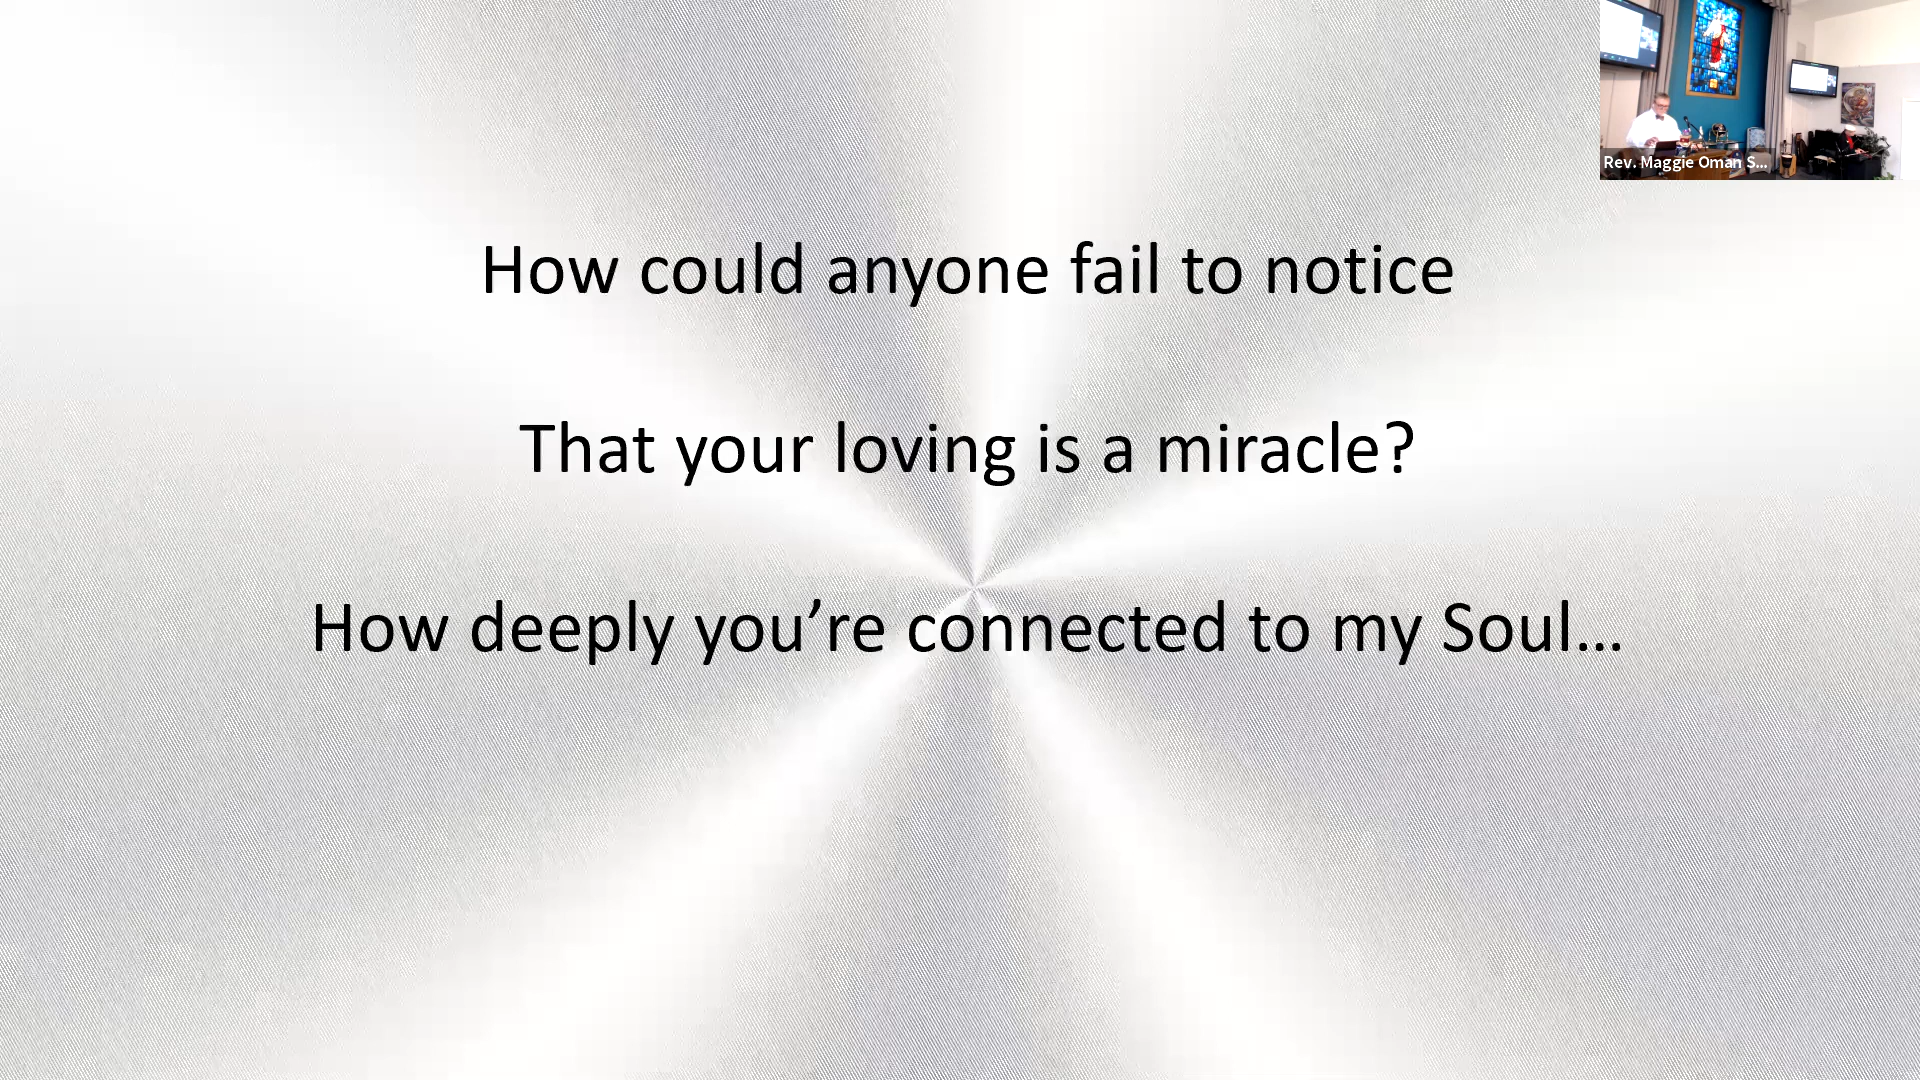 Rev. Maggie Oman S...
How could anyone fail to notice
That your loving is a miracle?
How deeply you’re connected to my Soul…